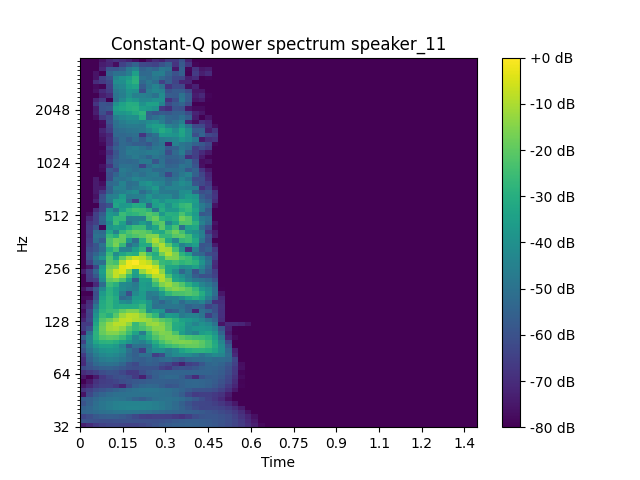 Constant-Q power spectrum speaker_11
+0 dB
-10 dB
-20 dB
-30 dB
-40 dB
-50 dB
-60 dB
-70 dB
-80 dB
2048
1024
512
256
128
64
32
Hz
0 0.15 0.3 0.45 0.6 0.75 0.9 1.1 1.2 1.4
Time